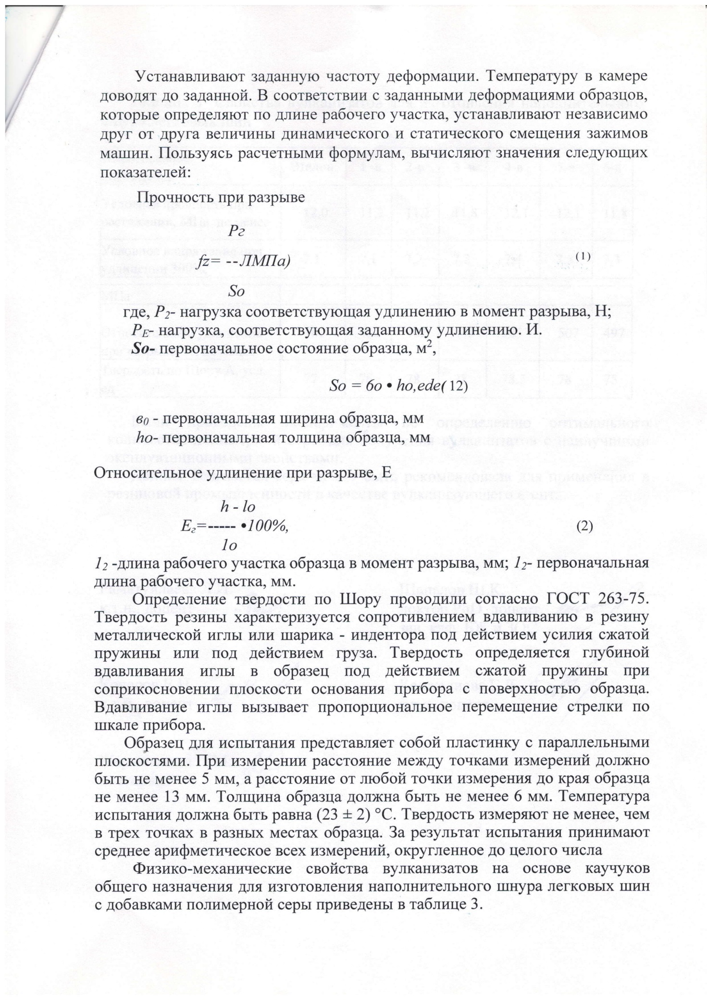 Устанавливают заданную частоту деформации. Температуру в камере
доводят до заданной. В соответствии с заданными деформациями образцов,
которые определяют по длине рабочего участка, устанавливают независимо
друг от друга величины динамического и статического смещения зажимов
машин. Пользуясь расчетными формулам, вычисляют значения следующих
показателей:
Прочность при разрыве
Рг
fz= --ЛМПа) (1)
So
где, P2- нагрузка соответствующая удлинению в момент разрыва, Н;
PE- нагрузка, соответствующая заданному удлинению. И.
So- первоначальное состояние образца, м²,
So = 6o • ho,ede( 12)
в0 - первоначальная ширина образца, мм
ho- первоначальная толщина образца, мм
Относительное удлинение при разрыве, Е
h - lo
Ег=----- •100%, (2)
1о
12 -длина рабочего участка образца в момент разрыва, мм; 12- первоначальная
длина рабочего участка, мм.
Определение твердости по Шору проводили согласно ГОСТ 263-75.
Твердость резины характеризуется сопротивлением вдавливанию в резину
металлической иглы или шарика - индентора под действием усилия сжатой
пружины или под действием груза. Твердость определяется глубиной
вдавливания иглы в образец под действием сжатой пружины при
соприкосновении плоскости основания прибора с поверхностью образца.
Вдавливание иглы вызывает пропорциональное перемещение стрелки по
шкале прибора.
Образец для испытания представляет собой пластинку с параллельными
плоскостями. При измерении расстояние между точками измерений должно
быть не менее 5 мм, а расстояние от любой точки измерения до края образца
не менее 13 мм. Толщина образца должна быть не менее 6 мм. Температура
испытания должна быть равна (23 ± 2) °С. Твердость измеряют не менее, чем
в трех точках в разных местах образца. За результат испытания принимают
среднее арифметическое всех измерений, округленное до целого числа
Физико-механические свойства вулканизатов на основе каучуков
общего назначения для изготовления наполнительного шнура легковых шин
с добавками полимерной серы приведены в таблице 3.